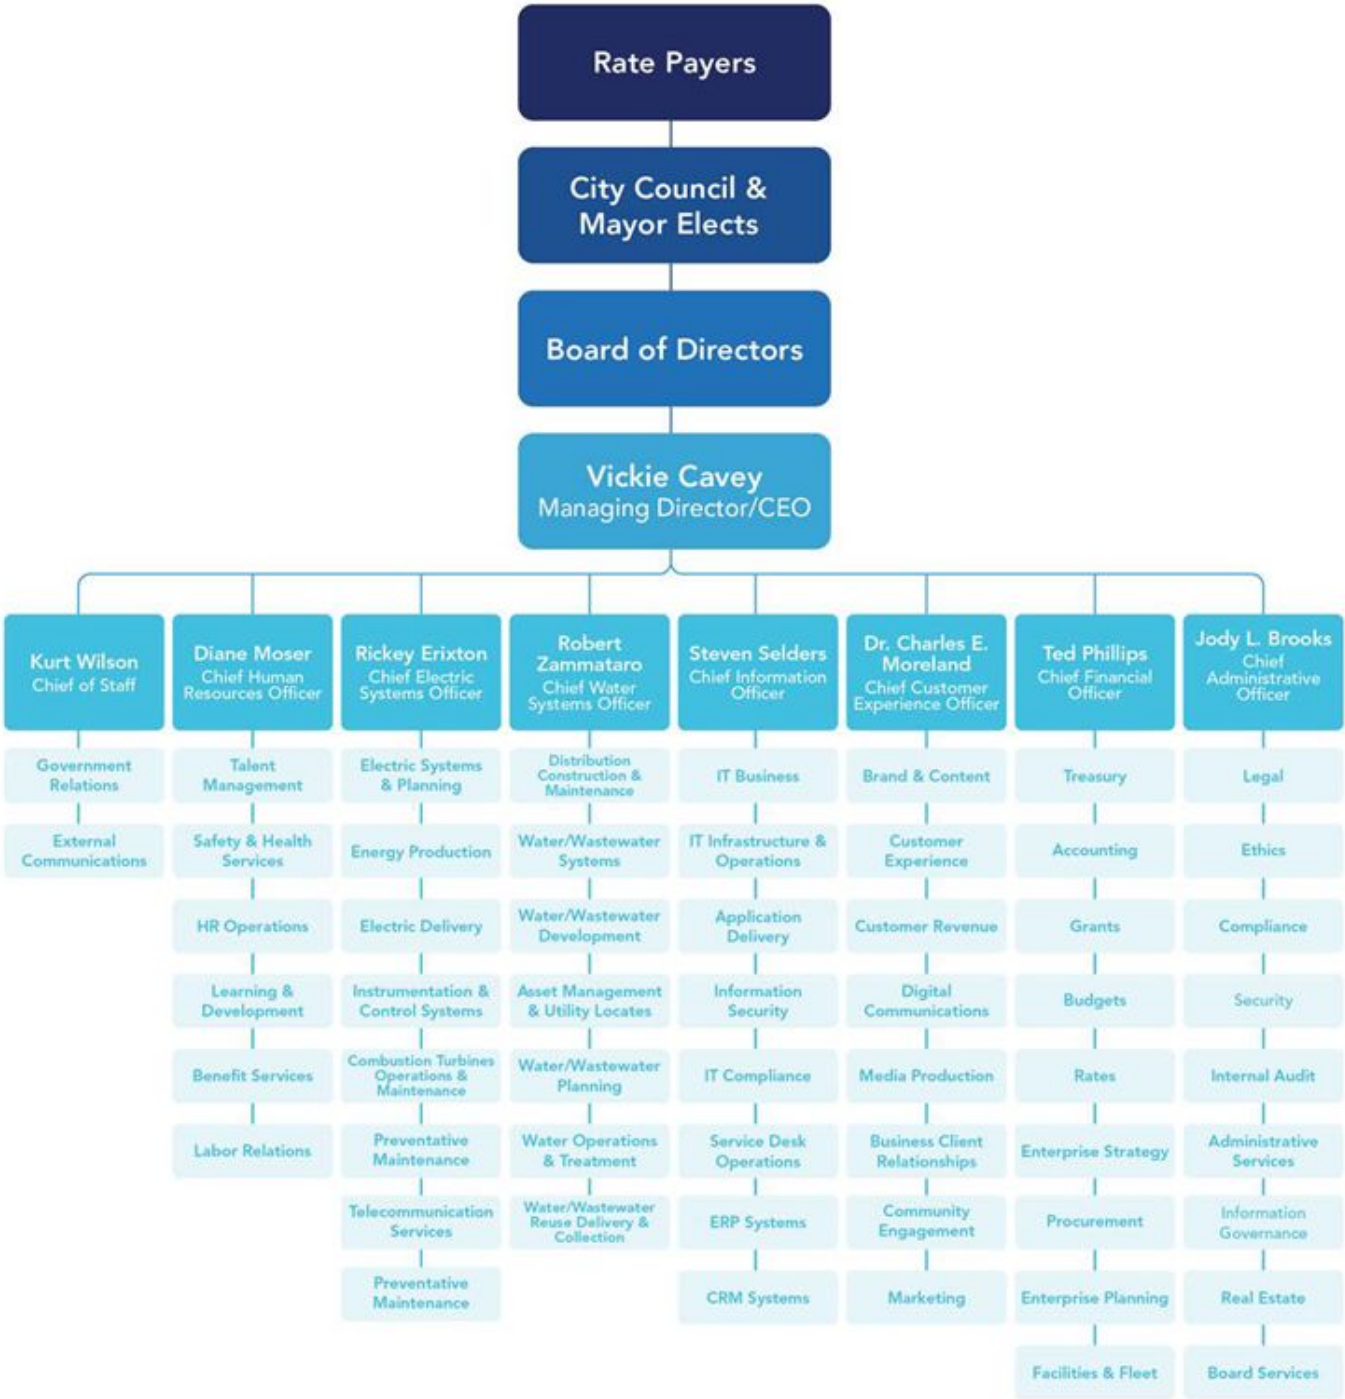 Rate Payers
City Council &
Mayor Elects
Board of Directors
Vickie Cavey
Managing Director/CEO
Kurt Wilson
Chief of Staff
Government
Relations
External
Communications
Diane Moser
Chief Human
Resources Officer
Talent
Management
Safety & Health
Services
HR Operations
Learning &
Development
Benefit Services
Labor Relations
Rickey Erixton
Chief Electric
Systems Officer
Electric Systems
& Planning
Energy Production
Electric Delivery
Instrumentation &
Control Systems
Combustion Turbines
Operations &
Maintenance
Preventative
Maintenance
Telecommunication
Services
Preventative
Maintenance
Robert
Zammataro
Chief Water
Systems Officer
Distribution
Construction &
Maintenance
Water/Wastewater
Systems
Water/Wastewater
Development
Asset Management
& Utility Locates
Water/Wastewater
Planning
Water Operations
& Treatment
Water/Wastewater
Reuse Delivery &
Collection
Steven Selders
Chief Information
Officer
IT Business
IT Infrastructure &
Operations
Application
Delivery
Information
Security
IT Compliance
Service Desk
Operations
ERP Systems
CRM Systems
Dr. Charles E.
Moreland
Chief Customer
Experience Officer
Brand & Content
Customer
Experience
Customer Revenue
Digital
Communications
Media Production
Business Client
Relationships
Community
Engagement
Marketing
Ted Phillips
Chief Financial
Officer
Treasury
Accounting
Grants
Budgets
Rates
Enterprise Strategy
Procurement
Enterprise Planning
Facilities & Fleet
Jody L. Brooks
Chief
Administrative
Officer
Legal
Ethics
Compliance
Security
Internal Audit
Administrative
Services
Information
Governance
Real Estate
Board Services